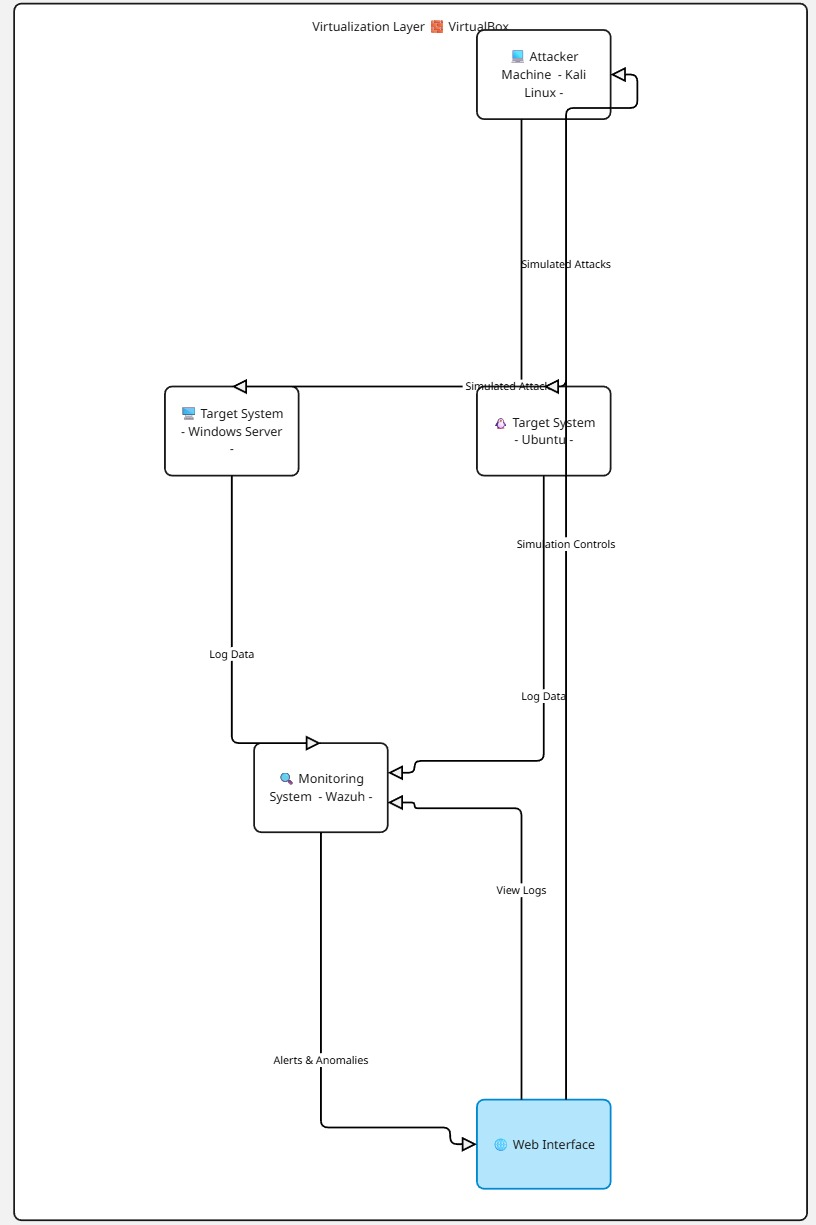 Virtualization Layer 🧱 VirtualBox
💻 Attacker
Machine - Kali
Linux -
Simulated Attacks
Simulated Attacks
🖥️ Target System
- Windows Server
-
🐧 Target System
- Ubuntu -
Simulation Controls
Log Data
Log Data
🔍 Monitoring
System - Wazuh -
View Logs
Alerts & Anomalies
🌐 Web Interface